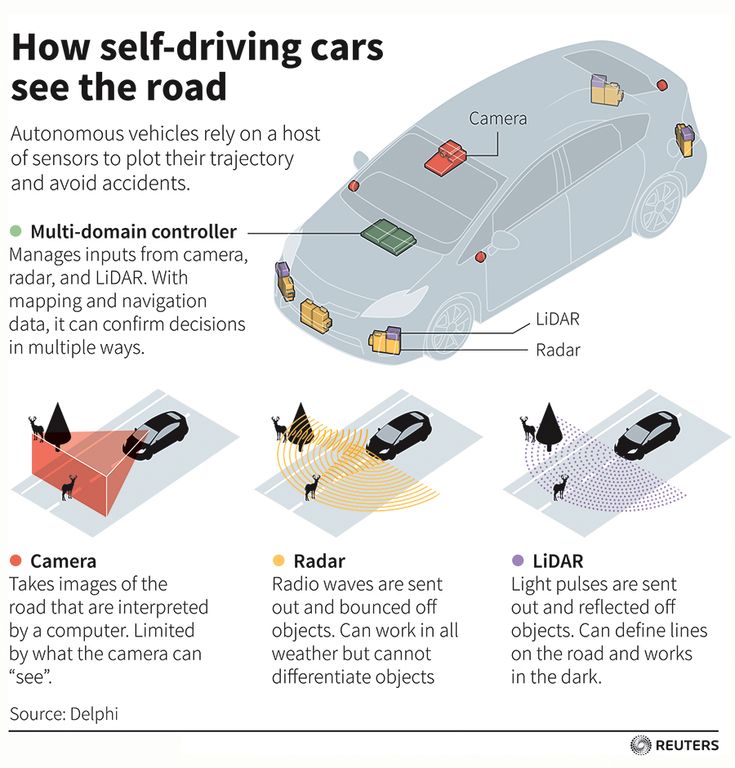 How self-driving cars
see the road
Autonomous vehicles rely on a host
of sensors to plot their trajectory
and avoid accidents.
Camera
Multi-domain controller
Manages inputs from camera,
radar, and LiDAR. With
mapping and navigation
data, it can confirm decisions
in multiple ways.
LiDAR
Radar
Camera
Takes images of the
road that are interpreted
by a computer. Limited
by what the camera can
“see”.
Radar
Radio waves are sent
out and bounced off
objects. Can work in all
weather but cannot
differentiate objects
LiDAR
Light pulses are sent
out and reflected off
objects. Can define lines
on the road and works
in the dark.
Source: Delphi
REUTERS